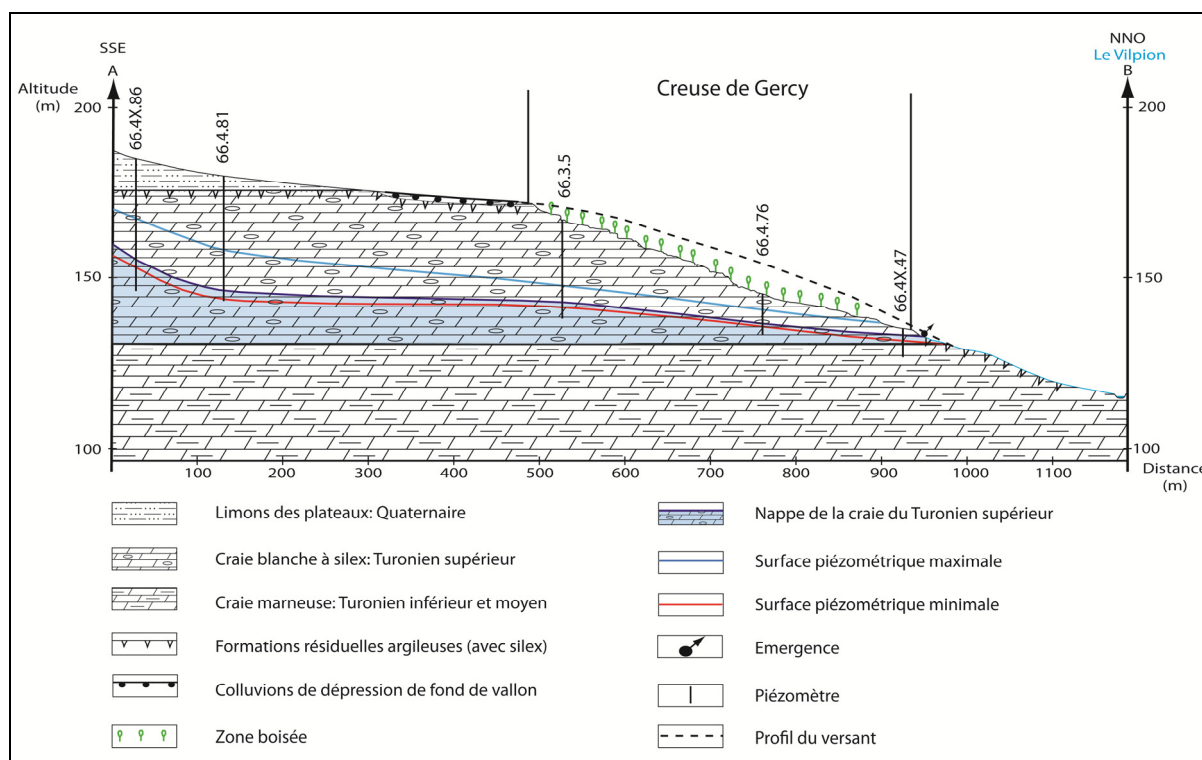 SSE
A
Altitude
(m)
200
150
100
66.4X.86
66.4.81
Creuse de Gercy
66.3.5
66.4.76
66.4X.47
NNO
Le Vilpion
B
200
150
100
100 200 300 400 500 600 700 800 900 1000 1100 Distance
(m)
Limons des plateaux: Quaternaire
Craie blanche à silex: Turonien supérieur
Craie marneuse: Turonien inférieur et moyen
Formations résiduelles argileuses (avec silex)
Colluvions de dépression de fond de vallon
Zone boisée
Nappe de la craie du Turonien supérieur
Surface piézométrique maximale
Surface piézométrique minimale
Emergence
Piézomètre
Profil du versant